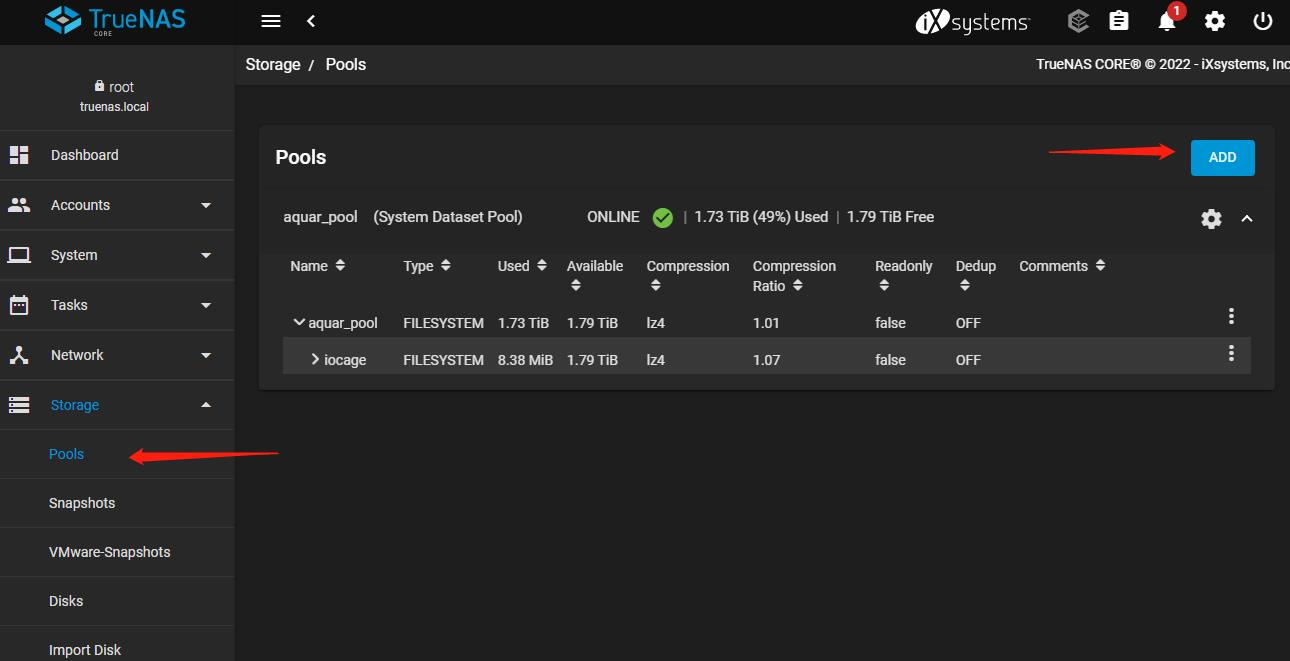 TrueNAS
CORE
iXsystems
1
root
truenas.local
Storage / Pools
TrueNAS CORE® © 2022 - iXsystems, Inc
Dashboard
Accounts
System
Tasks
Network
Storage
Pools
Snapshots
VMware-Snapshots
Disks
Import Disk
Pools
ADD
aquar_pool (System Dataset Pool) ONLINE | 1.73 TiB (49%) Used | 1.79 TiB Free
Name Type Used Available Compression Compression Readonly Dedup Comments
Ratio
aquar_pool FILESYSTEM 1.73 TiB 1.79 TiB lz4 1.01 false OFF
iocage FILESYSTEM 8.38 MiB 1.79 TiB lz4 1.07 false OFF